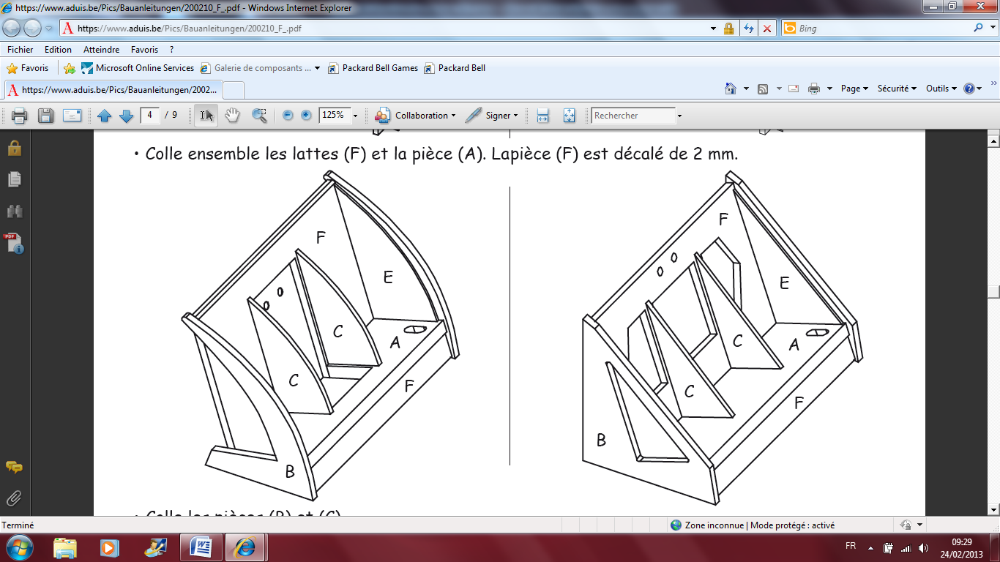 https://www.aduis.be/Pics/Bauanleitungen/200210_F_.pdf - Windows Internet Explorer
https://www.aduis.be/Pics/Bauanleitungen/200210_F_.pdf
Bing
Fichier Edition Atteindre Favoris ?
Favoris Microsoft Online Services Galerie de composants ... Packard Bell Games Packard Bell
https://www.aduis.be/Pics/Bauanleitungen/2002... Page Sécurité Outils
4 / 9 125% Collaboration Signer Rechercher
• Colle ensemble les lattes (F) et la pièce (A). Lapièce (F) est décalé de 2 mm.
F
E
C
A
C
F
B
F
E
C
A
C
F
B
• Colle les pièces (B) et (C)
Terminé Zone inconnue | Mode protégé : activé
FR 09:29
24/02/2013